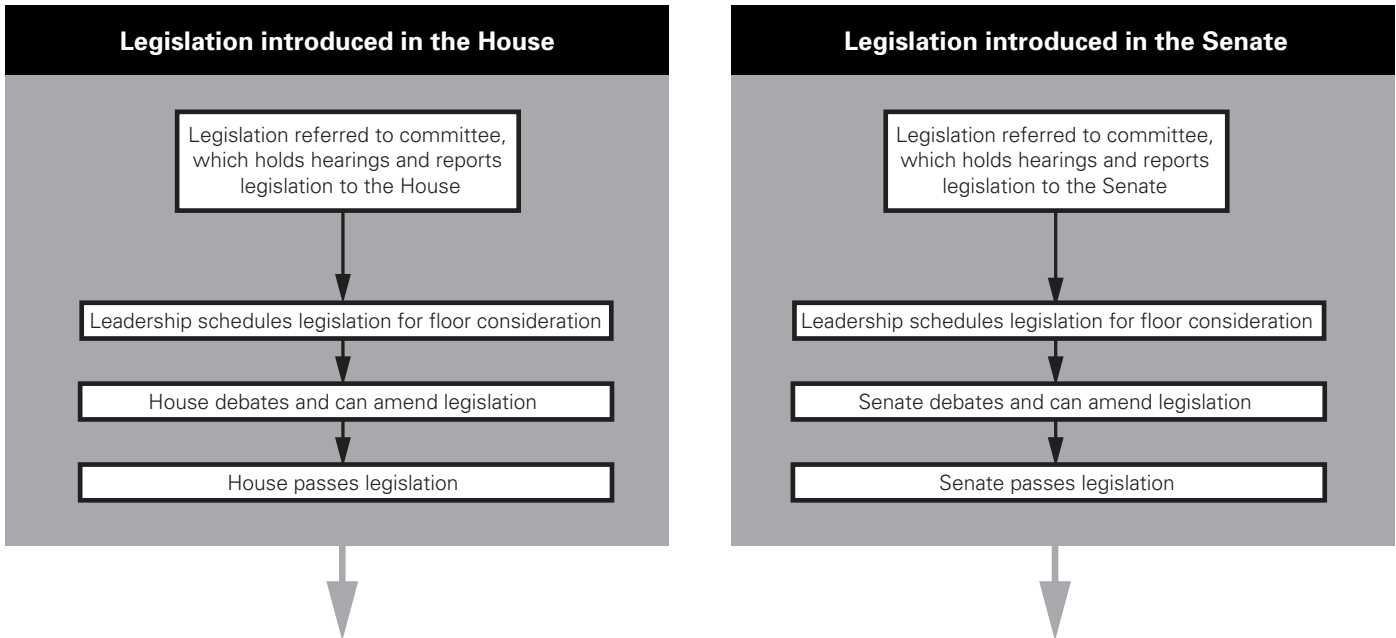 Legislation introduced in the House
Legislation referred to committee,
which holds hearings and reports
legislation to the House
Leadership schedules legislation for floor consideration
House debates and can amend legislation
House passes legislation
Legislation introduced in the Senate
Legislation referred to committee,
which holds hearings and reports
legislation to the Senate
Leadership schedules legislation for floor consideration
Senate debates and can amend legislation
Senate passes legislation